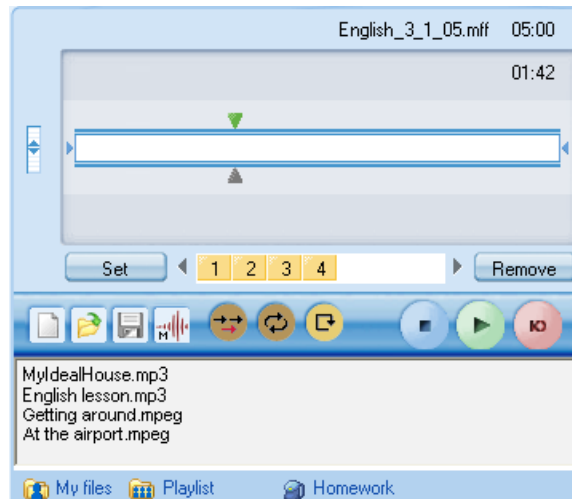 English_3_1_05.mff 05:00
01:42
Set 1 2 3 4 Remove
M
MyIdealHouse.mp3
English lesson.mp3
Getting around.mpeg
At the airport.mpeg
My files Playlist Homework